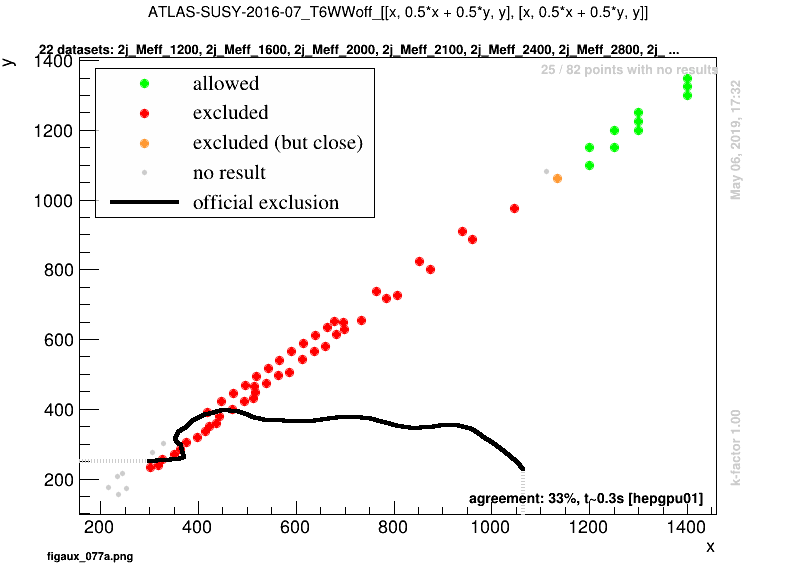 ATLAS-SUSY-2016-07_T6WWoff_[[x, 0.5*x + 0.5*y, y], [x, 0.5*x + 0.5*y, y]]
22 datasets: 2j_Meff_1200, 2j_Meff_1600, 2j_Meff_2000, 2j_Meff_2100, 2j_Meff_2400, 2j_Meff_2800, 2j_ ...
y
25 / 82 points with no results
allowed
excluded
excluded (but close)
no result
official exclusion
1400
1200
1000
800
600
400
200
May 06, 2019, 17:32
k-factor 1.00
agreement: 33%, t~0.3s [hepgpu01]
200 400 600 800 1000 1200 1400
x
figaux_077a.png